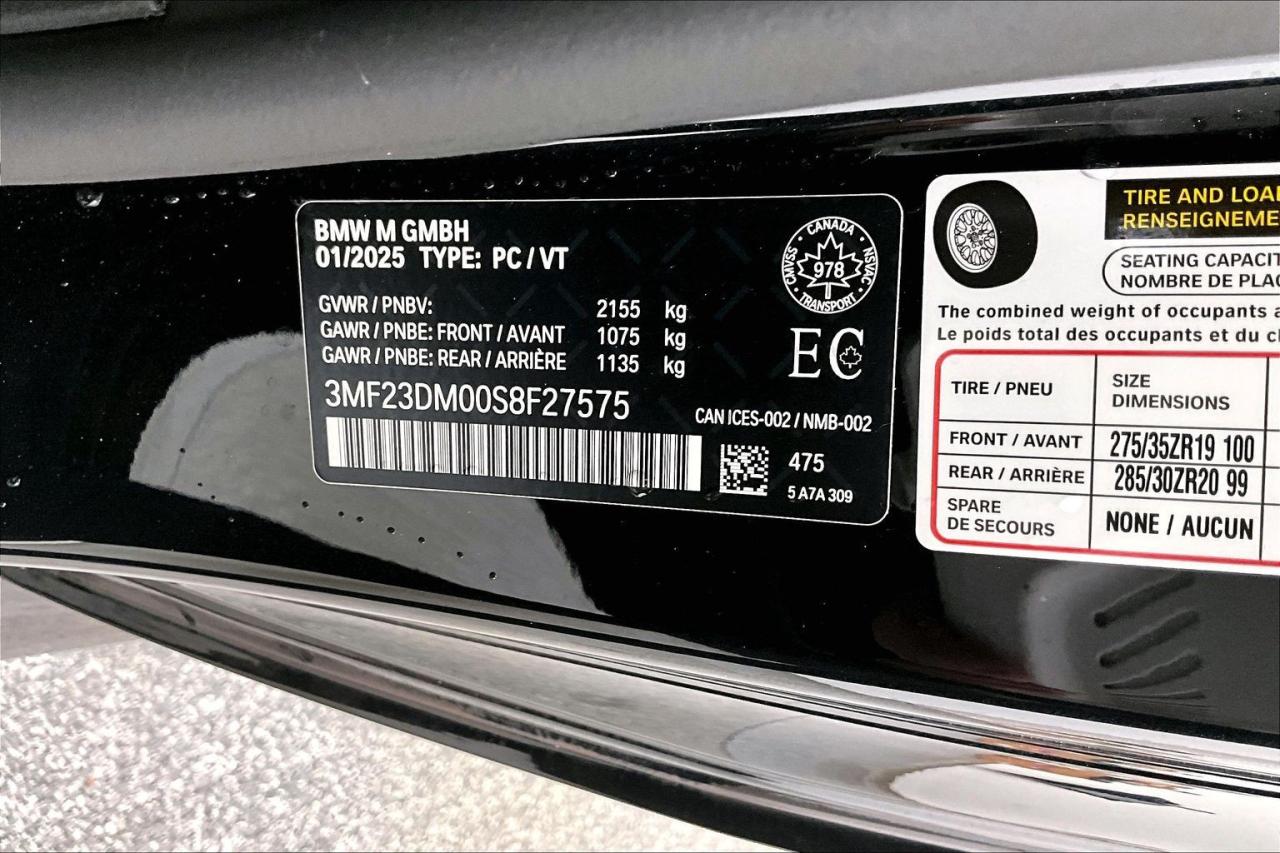 BMW M GMBH
01/2025 TYPE: PC / VT
GVWR / PNBV: 2155 kg
GAWR / PNBE: FRONT / AVANT 1075 kg
GAWR / PNBE: REAR / ARRIÈRE 1135 kg
3MF23DM00S8F27575
CANADA
CMVSS 978 NSVAC
TRANSPORT
EC
CAN ICES-002 / NMB-002
475
5 A7A 309
TIRE AND LOA
RENSEIGNEME
SEATING CAPACIT
NOMBRE DE PLA
The combined weight of occupants a
Le poids total des occupants et du c
TIRE / PNEU SIZE
DIMENSIONS
FRONT / AVANT 275/35ZR19 100
REAR / ARRIÈRE 285/30ZR20 99
SPARE
DE SECOURS NONE / AUCUN